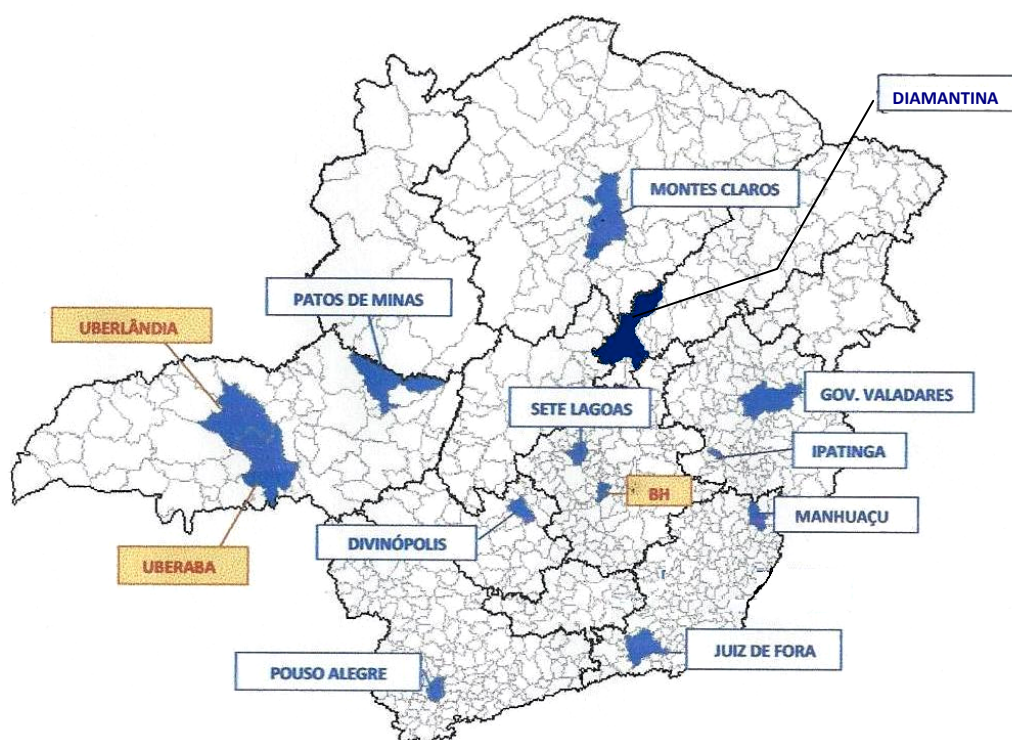 DIAMANTINA
MONTES CLAROS
PATOS DE MINAS
UBERLÂNDIA
GOV. VALADARES
SETE LAGOAS
IPATINGA
BH
MANHUAÇU
DIVINÓPOLIS
UBERABA
JUIZ DE FORA
POUSO ALEGRE